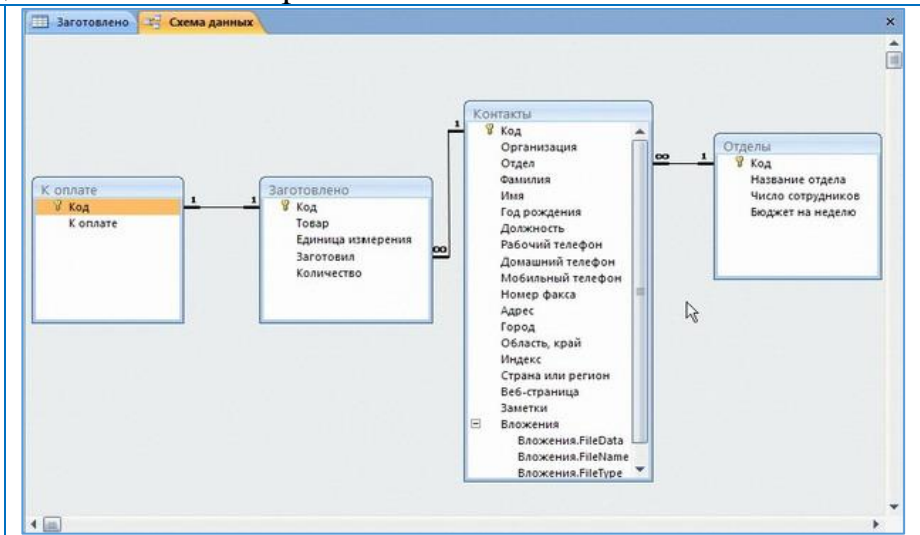 Заготовлено
Схема данных
К оплате
Код
К оплате
1
1
Заготовлено
Код
Товар
Единица измерения
Заготовил
Количество
∞
1
Контакты
Код
Организация
Отдел
Фамилия
Имя
Год рождения
Должность
Рабочий телефон
Домашний телефон
Мобильный телефон
Номер факса
Адрес
Город
Область, край
Индекс
Страна или регион
Веб-страница
Заметки
Вложения
Вложения.FileData
Вложения.FileName
Вложения.FileType
∞
1
Отделы
Код
Название отдела
Число сотрудников
Бюджет на неделю